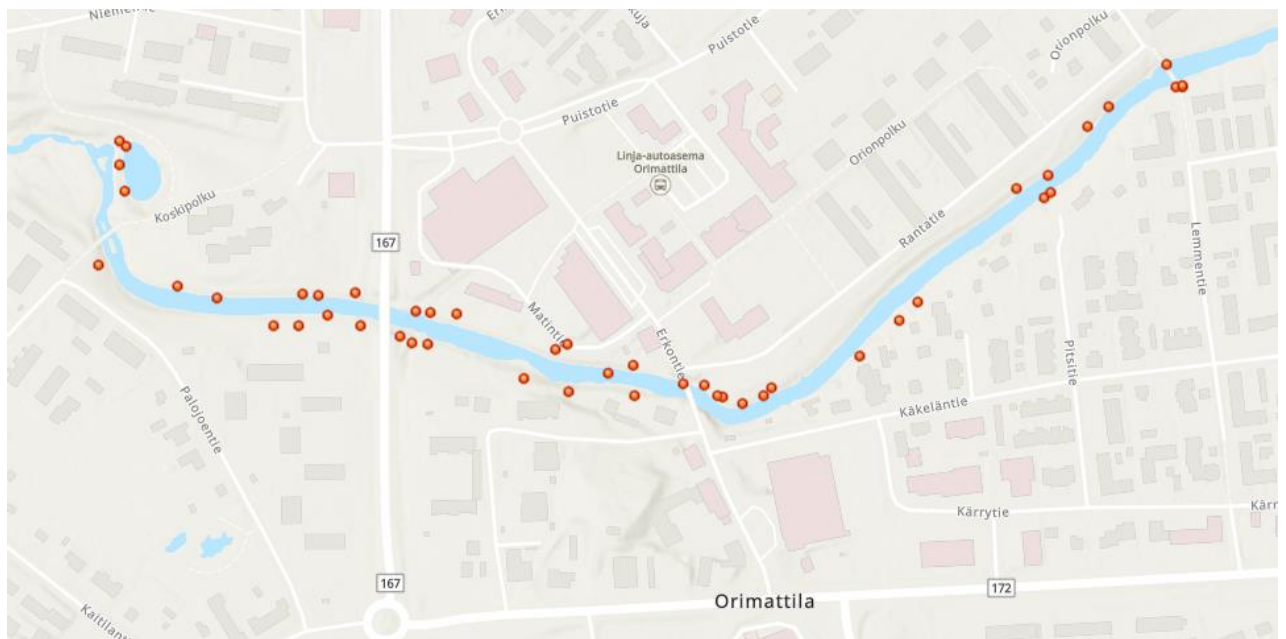 Niementie
Puistotie
Orionpolku
Puistotie
Linja-autoasema
Orimattila
Orionpolku
Koskipolku
Rantatie
167
Lemmentie
Matintie
Erkontie
Pitsitie
Palojoentie
Käkeläntie
Kärrytie
167
172
Orimattila